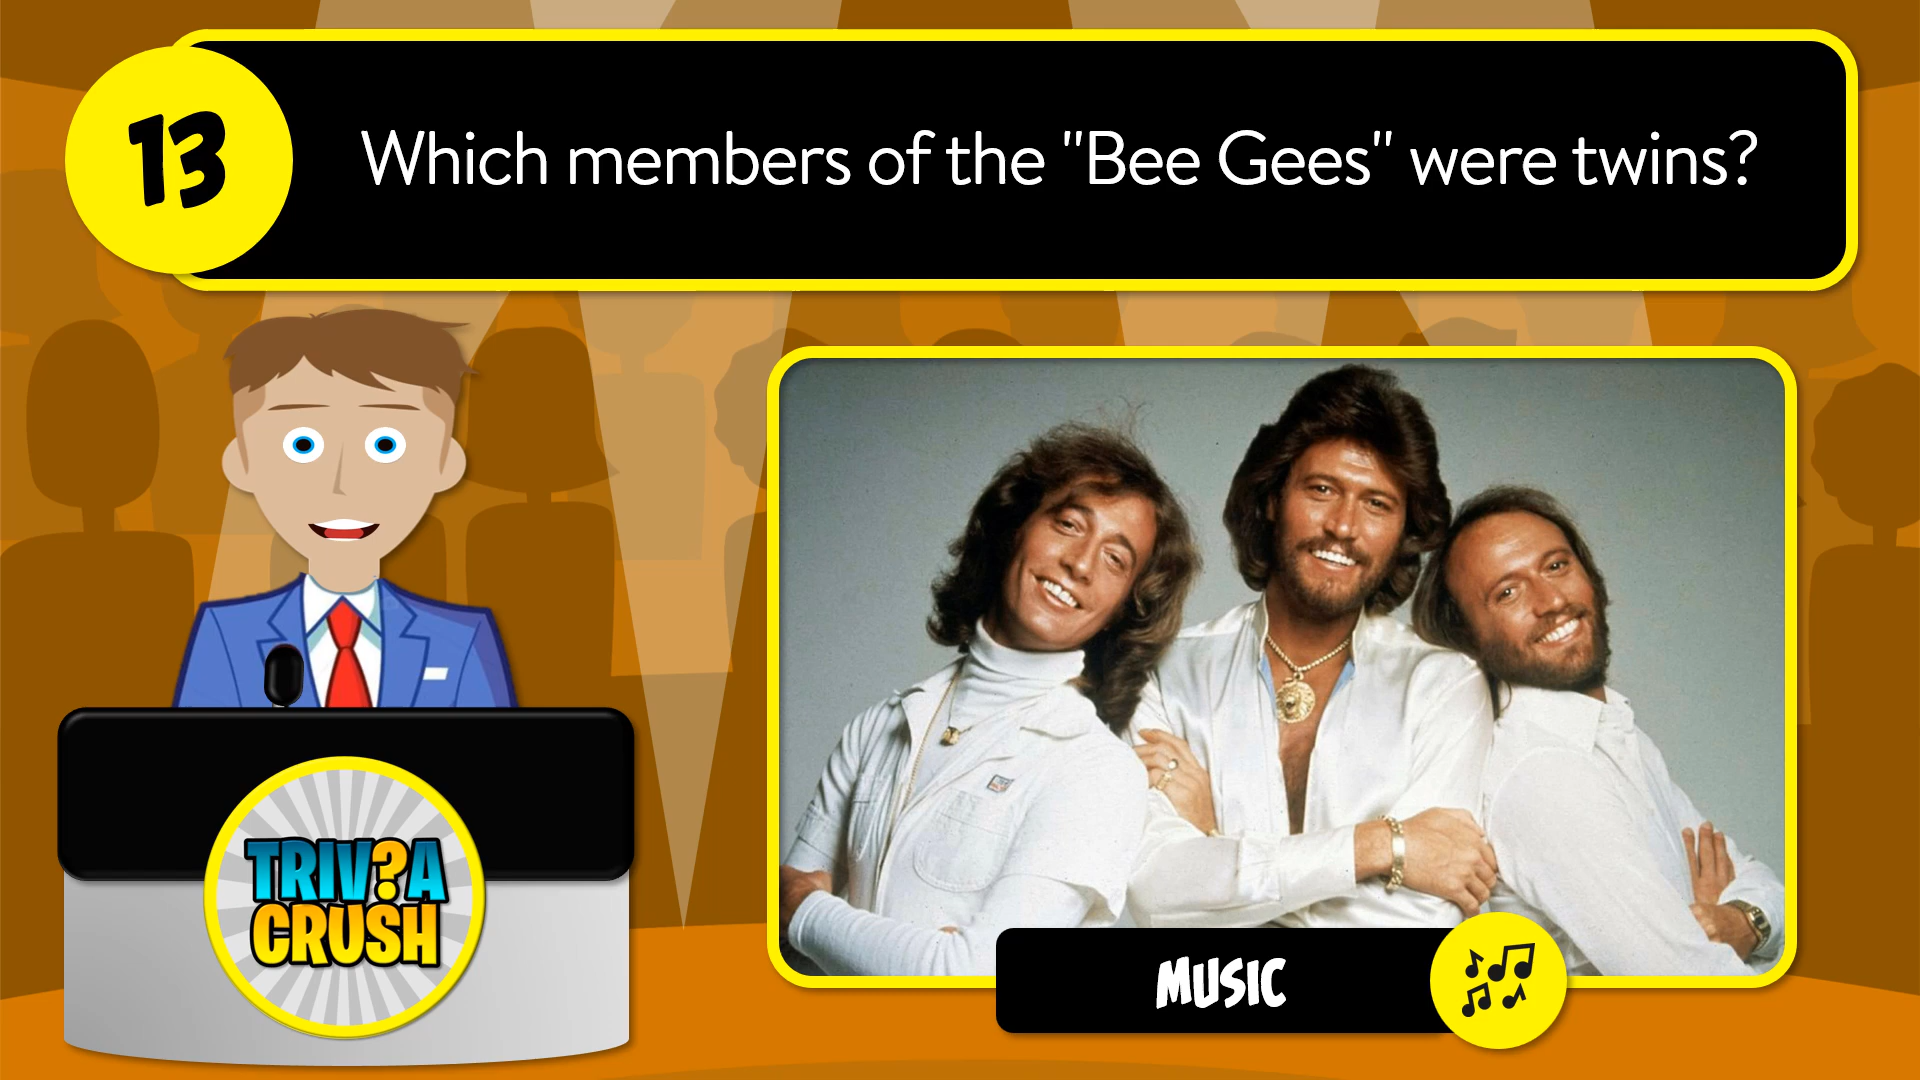 13
Which members of the "Bee Gees" were twins?
TRIV?A
CRUSH
MUSIC